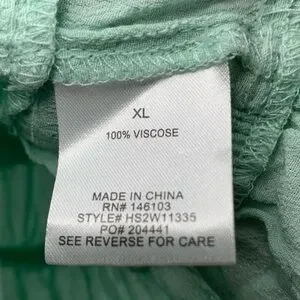 XL
100% VISCOSE
MADE IN CHINA
RN# 146103
STYLE# HS2W11335
PO# 204441
SEE REVERSE FOR CARE